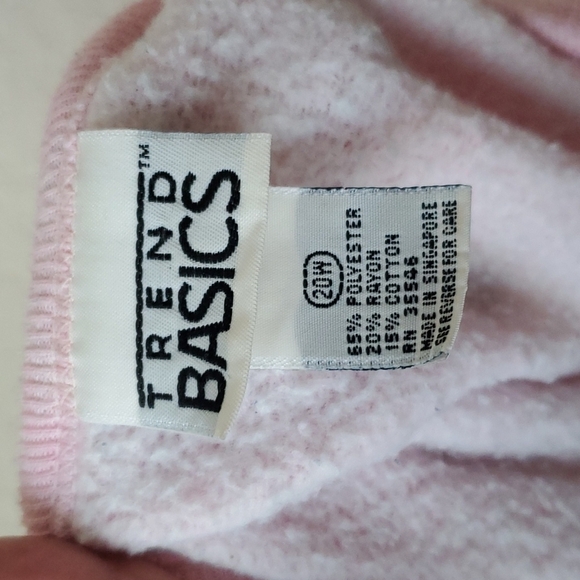 TREND™
BASICS
20W
65% POLYESTER
20% RAYON
15% COTTON
RN 35546
MADE IN SINGAPORE
SEE REVERSE FOR CARE